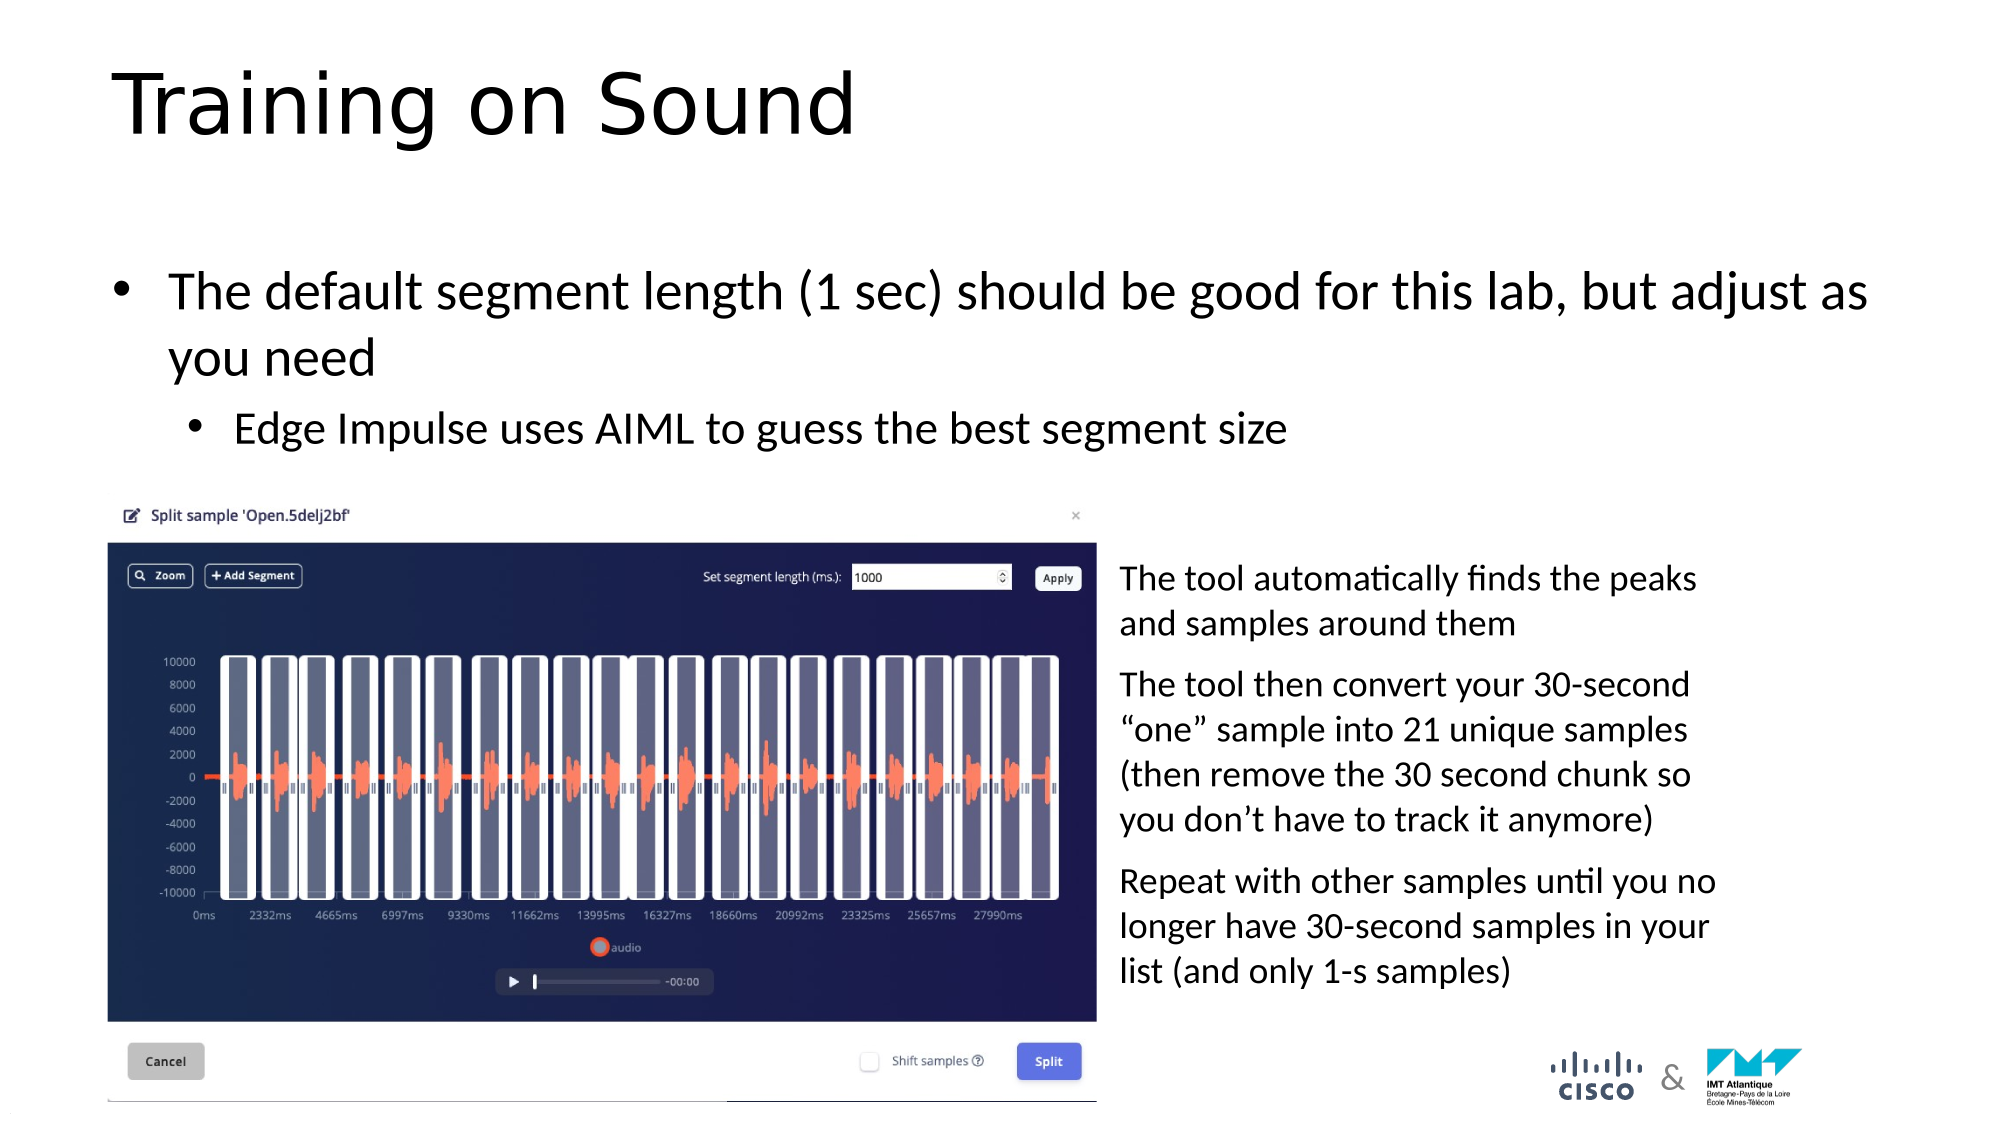 Training on Sound
• The default segment length (1 sec) should be good for this lab, but adjust as
you need
• Edge Impulse uses AIML to guess the best segment size
Split sample 'Open.5delj2bf'
×
Zoom
+ Add Segment
Set segment length (ms.):
1000
Apply
10000
8000
6000
4000
2000
0
-2000
-4000
-6000
-8000
-10000
0ms 2332ms 4665ms 6997ms 9330ms 11662ms 13995ms 16327ms 18660ms 20992ms 23325ms 25657ms 27990ms
audio
-00:00
Cancel
Shift samples
Split
The tool automatically finds the peaks
and samples around them
The tool then convert your 30-second
“one” sample into 21 unique samples
(then remove the 30 second chunk so
you don’t have to track it anymore)
Repeat with other samples until you no
longer have 30-second samples in your
list (and only 1-s samples)
CISCO
&
IMT Atlantique
Bretagne-Pays de la Loire
École Mines-Télécom